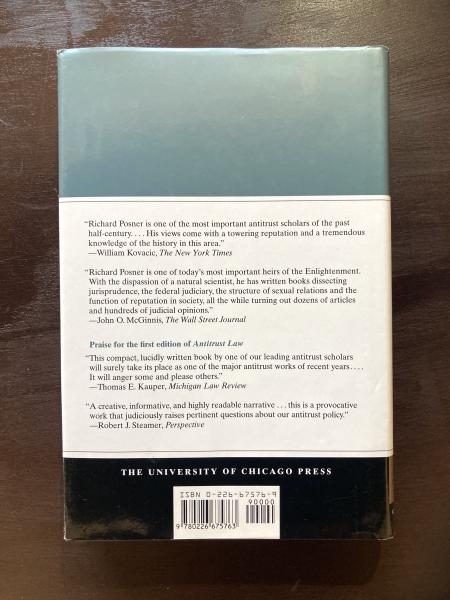 “Richard Posner is one of the most important antitrust scholars of the past
half-century. . . . His views come with a towering reputation and a tremendous
knowledge of the history in this area.”
—William Kovacic, The New York Times
“Richard Posner is one of today's most important heirs of the Enlightenment.
With the dispassion of a natural scientist, he has written books dissecting
jurisprudence, the federal judiciary, the structure of sexual relations and the
function of reputation in society, all the while turning out dozens of articles
and hundreds of judicial opinions.”
—John O. McGinnis, The Wall Street Journal
Praise for the first edition of Antitrust Law
“This compact, lucidly written book by one of our leading antitrust scholars
will surely take its place as one of the major antitrust works of recent years. . . .
It will anger some and please others.”
—Thomas E. Kauper, Michigan Law Review
“A creative, informative, and highly readable narrative . . . this is a provocative
work that judiciously raises pertinent questions about our antitrust policy.”
—Robert J. Steamer, Perspective
THE UNIVERSITY OF CHICAGO PRESS
ISBN 0-226-67576-9
90000
9 780226 675763